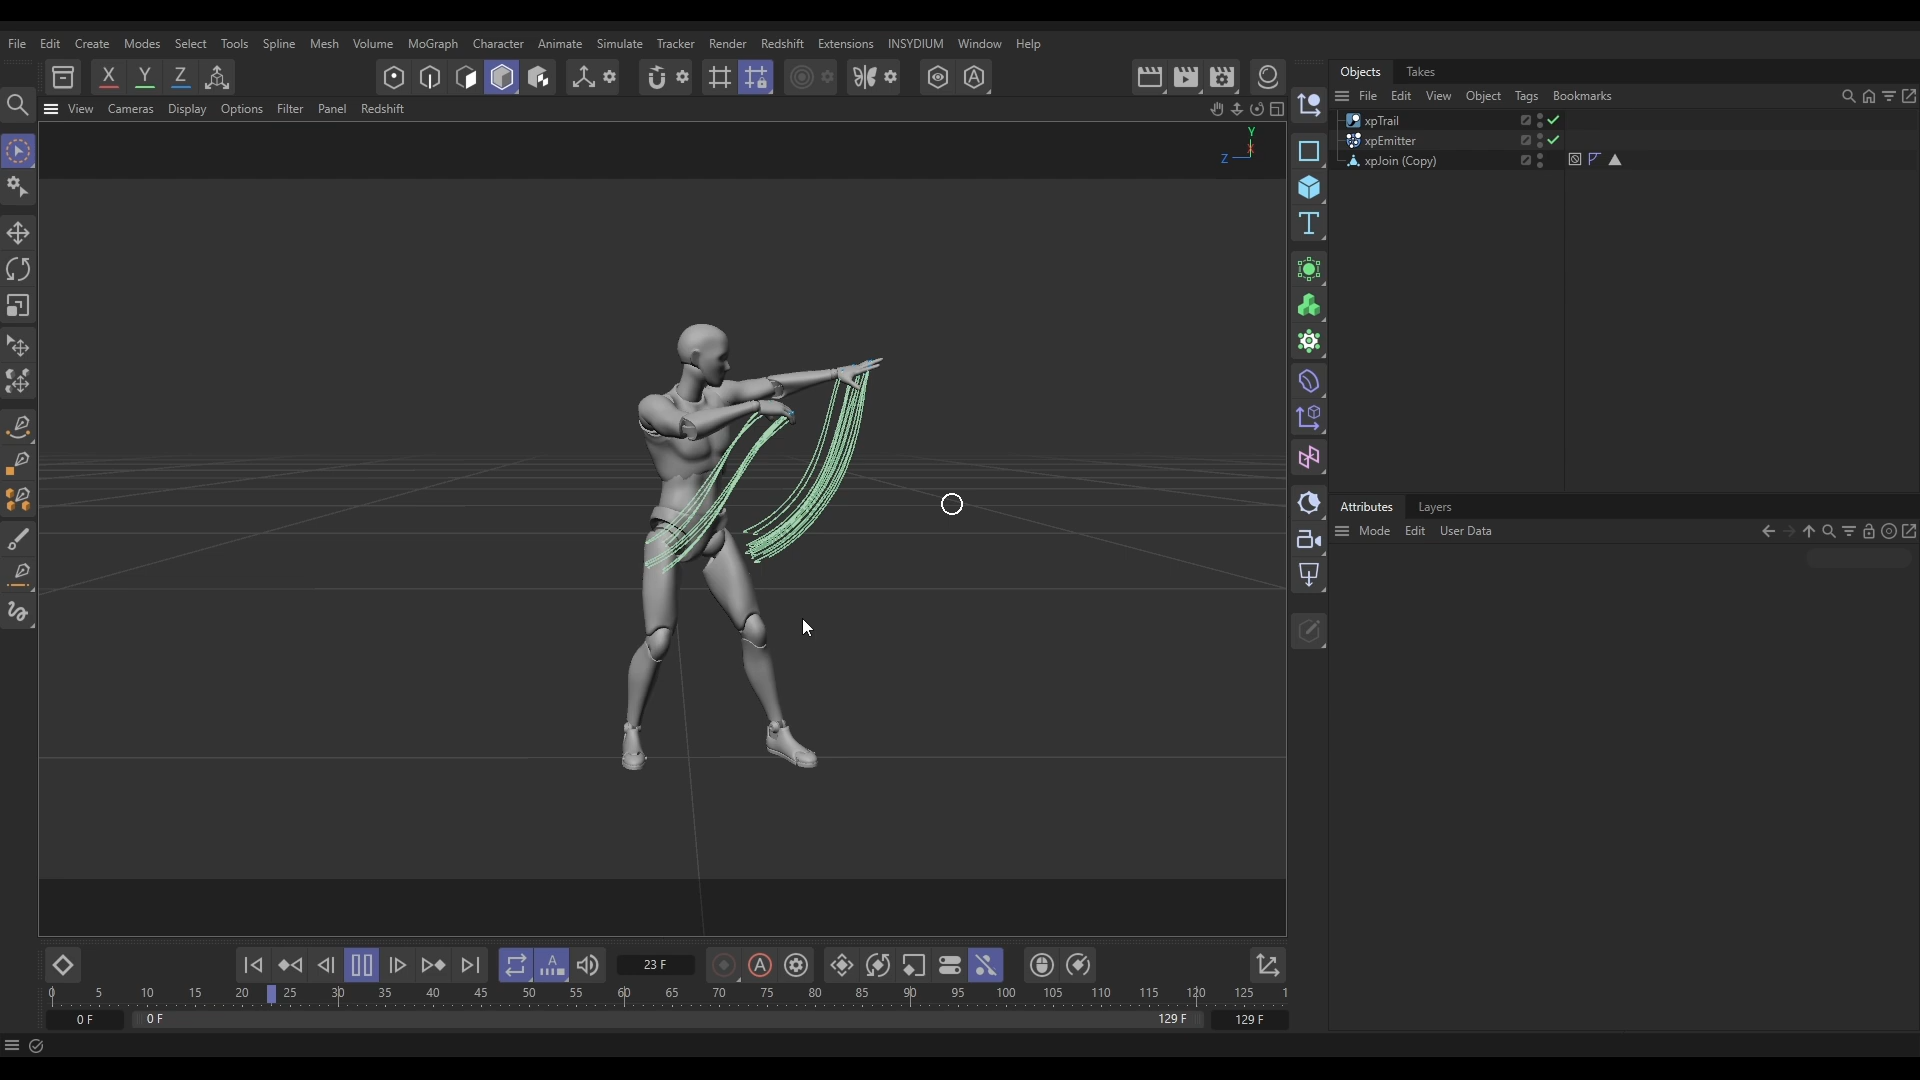 File Edit Create Modes Select Tools Spline Mesh Volume MoGraph Character Animate Simulate Tracker Render Redshift Extensions INSYDIUM Window Help
X Y Z
Objects Takes
View Cameras Display Options Filter Panel Redshift
File Edit View Object Tags Bookmarks
xpTrail
xpEmitter
xpJoin (Copy)
Y
X
Z
T
Attributes Layers
Mode Edit User Data
A 23 F A
0 5 10 15 20 25 30 35 40 45 50 55 60 65 70 75 80 85 90 95 100 105 110 115 120 125 1
0 F 0 F 129 F 129 F